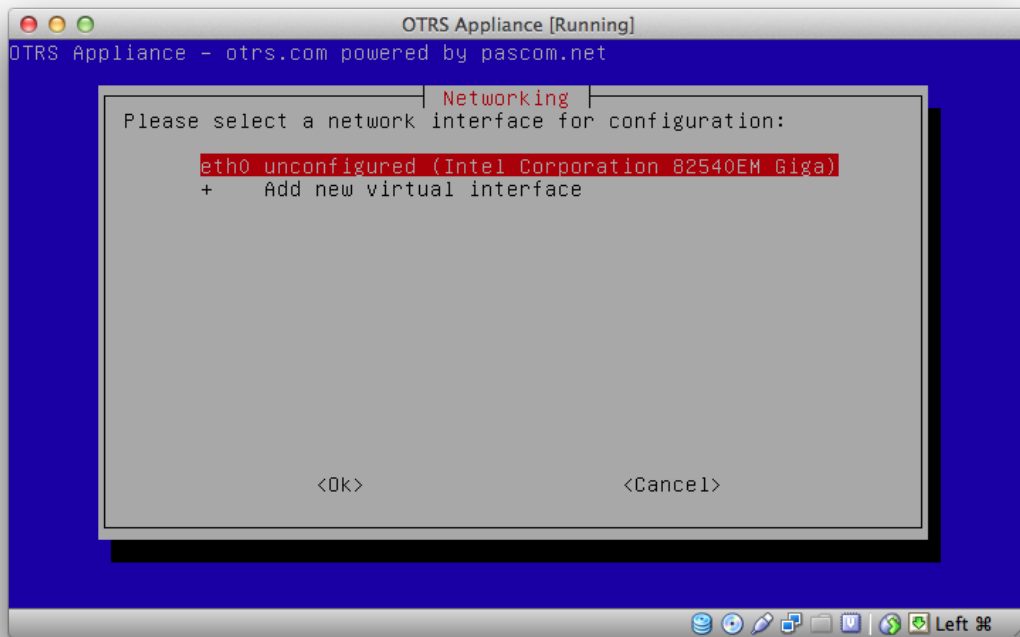 OTRS Appliance [Running]
OTRS Appliance – otrs.com powered by pascom.net
Networking
Please select a network interface for configuration:
eth0 unconfigured (Intel Corporation 82540EM Giga)
+ Add new virtual interface
<Ok> <Cancel>
Left ⌘